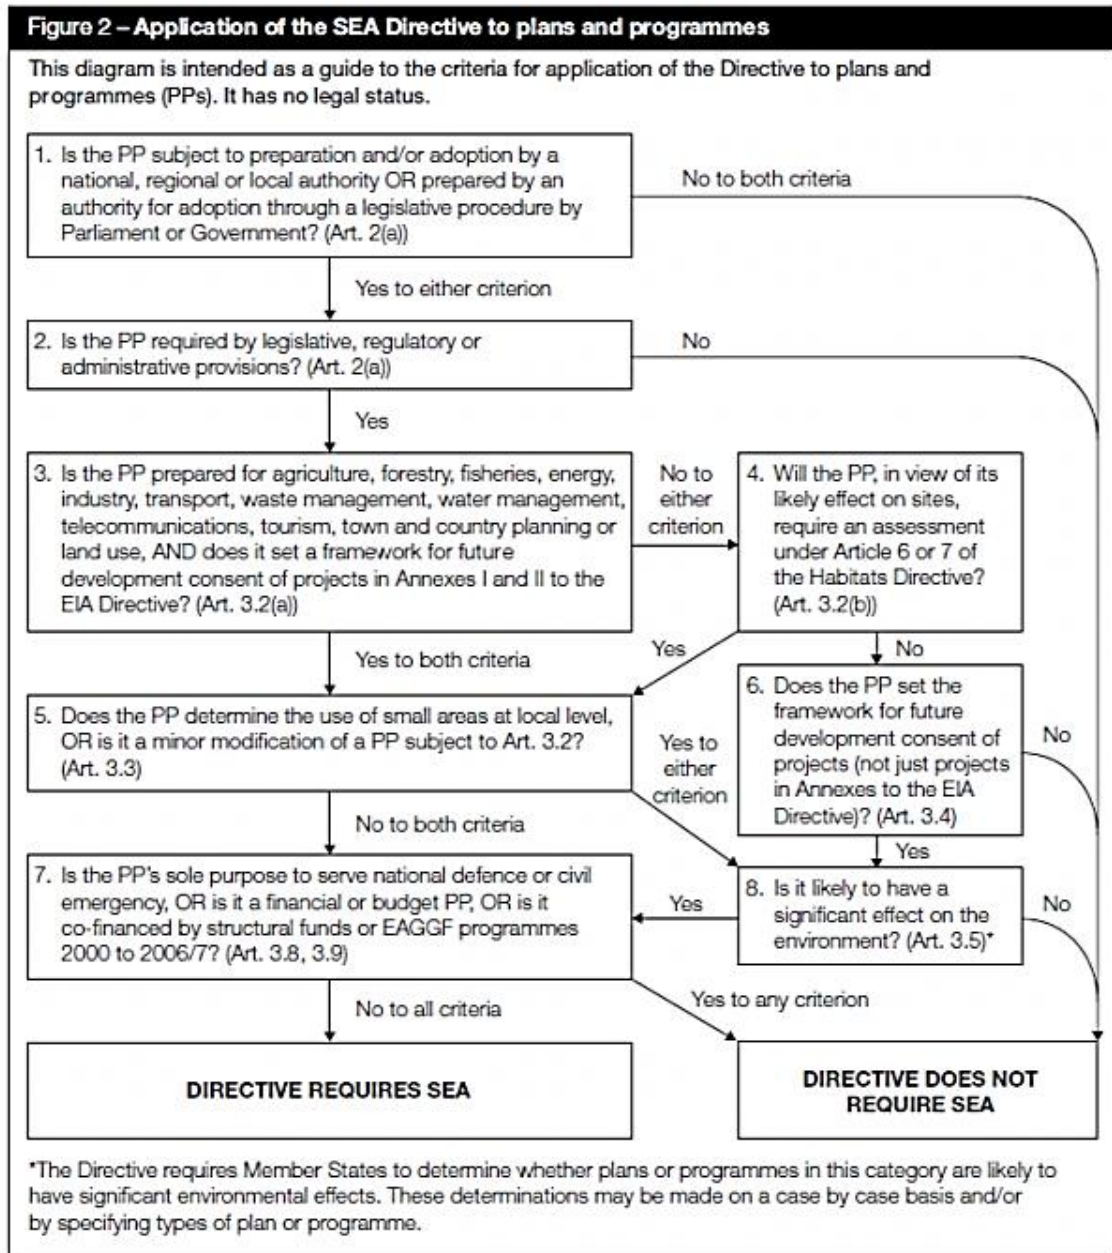 Figure 2 – Application of the SEA Directive to plans and programmes
This diagram is intended as a guide to the criteria for application of the Directive to plans and
programmes (PPs). It has no legal status.
1. Is the PP subject to preparation and/or adoption by a
national, regional or local authority OR prepared by an
authority for adoption through a legislative procedure by
Parliament or Government? (Art. 2(a))
No to both criteria
Yes to either criterion
2. Is the PP required by legislative, regulatory or
administrative provisions? (Art. 2(a))
No
Yes
3. Is the PP prepared for agriculture, forestry, fisheries, energy,
industry, transport, waste management, water management,
telecommunications, tourism, town and country planning or
land use, AND does it set a framework for future
development consent of projects in Annexes I and II to the
EIA Directive? (Art. 3.2(a))
No to
either
criterion
4. Will the PP, in view of its
likely effect on sites,
require an assessment
under Article 6 or 7 of
the Habitats Directive?
(Art. 3.2(b))
Yes to both criteria
Yes
No
5. Does the PP determine the use of small areas at local level,
OR is it a minor modification of a PP subject to Art. 3.2?
(Art. 3.3)
Yes to
either
criterion
6. Does the PP set the
framework for future
development consent of
projects (not just projects
in Annexes to the EIA
Directive)? (Art. 3.4)
No
No to both criteria
Yes
7. Is the PP's sole purpose to serve national defence or civil
emergency, OR is it a financial or budget PP, OR is it
co-financed by structural funds or EAGGF programmes
2000 to 2006/7? (Art. 3.8, 3.9)
Yes
8. Is it likely to have a
significant effect on the
environment? (Art. 3.5)*
No
No to all criteria
Yes to any criterion
DIRECTIVE REQUIRES SEA
DIRECTIVE DOES NOT
REQUIRE SEA
*The Directive requires Member States to determine whether plans or programmes in this category are likely to
have significant environmental effects. These determinations may be made on a case by case basis and/or
by specifying types of plan or programme.